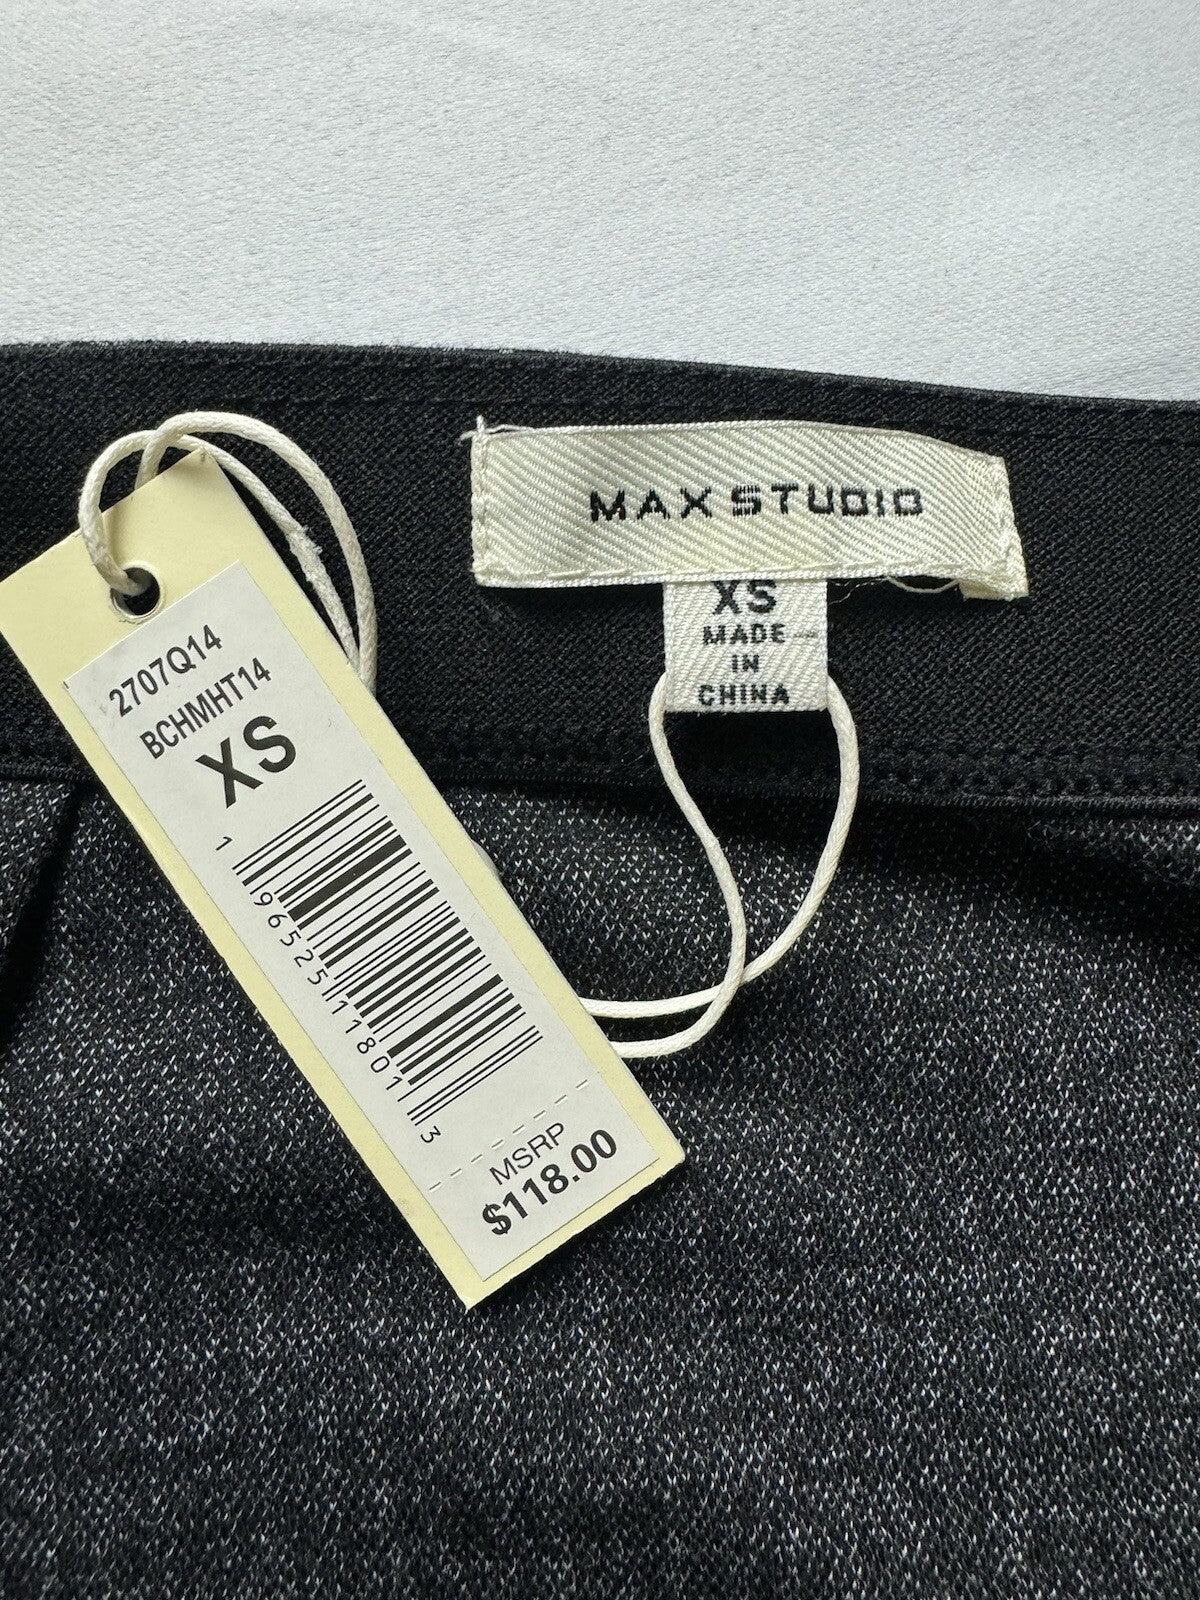 MAX STUDIO
XS
MADE
IN
CHINA
2707Q14
BCHMHT14
XS
1 96525 11801 3
MSRP
$118.00